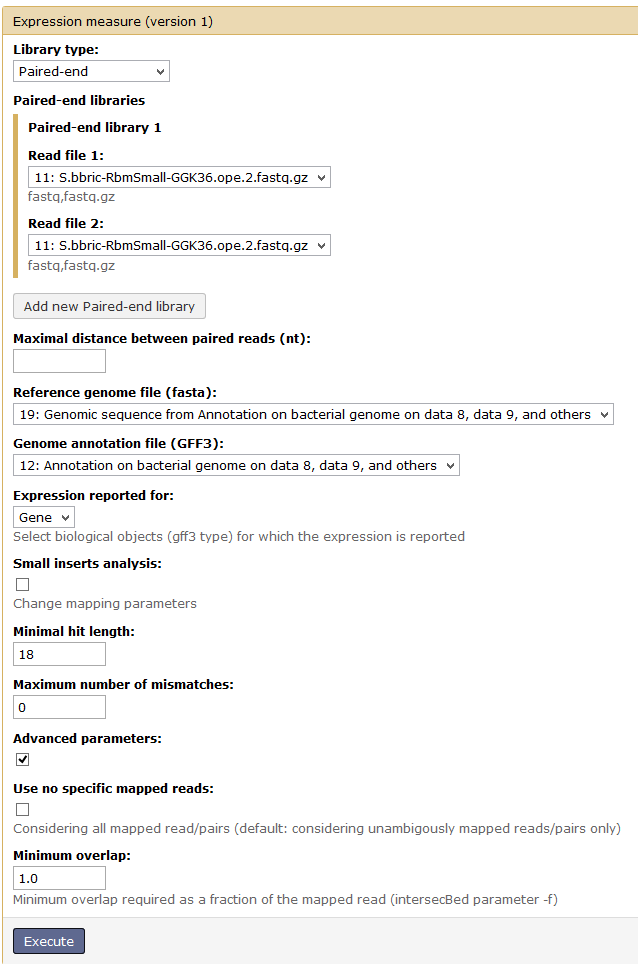 Expression measure (version 1)
Library type:
Paired-end
Paired-end libraries
Paired-end library 1
Read file 1:
11: S.bbric-RbmSmall-GGK36.ope.2.fastq.gz
fastq,fastq.gz
Read file 2:
11: S.bbric-RbmSmall-GGK36.ope.2.fastq.gz
fastq,fastq.gz
Add new Paired-end library
Maximal distance between paired reads (nt):
Reference genome file (fasta):
19: Genomic sequence from Annotation on bacterial genome on data 8, data 9, and others
Genome annotation file (GFF3):
12: Annotation on bacterial genome on data 8, data 9, and others
Expression reported for:
Gene
Select biological objects (gff3 type) for which the expression is reported
Small inserts analysis:
Change mapping parameters
Minimal hit length:
18
Maximum number of mismatches:
0
Advanced parameters:
Use no specific mapped reads:
Considering all mapped read/pairs (default: considering unambigously mapped reads/pairs only)
Minimum overlap:
1.0
Minimum overlap required as a fraction of the mapped read (intersecBed parameter -f)
Execute